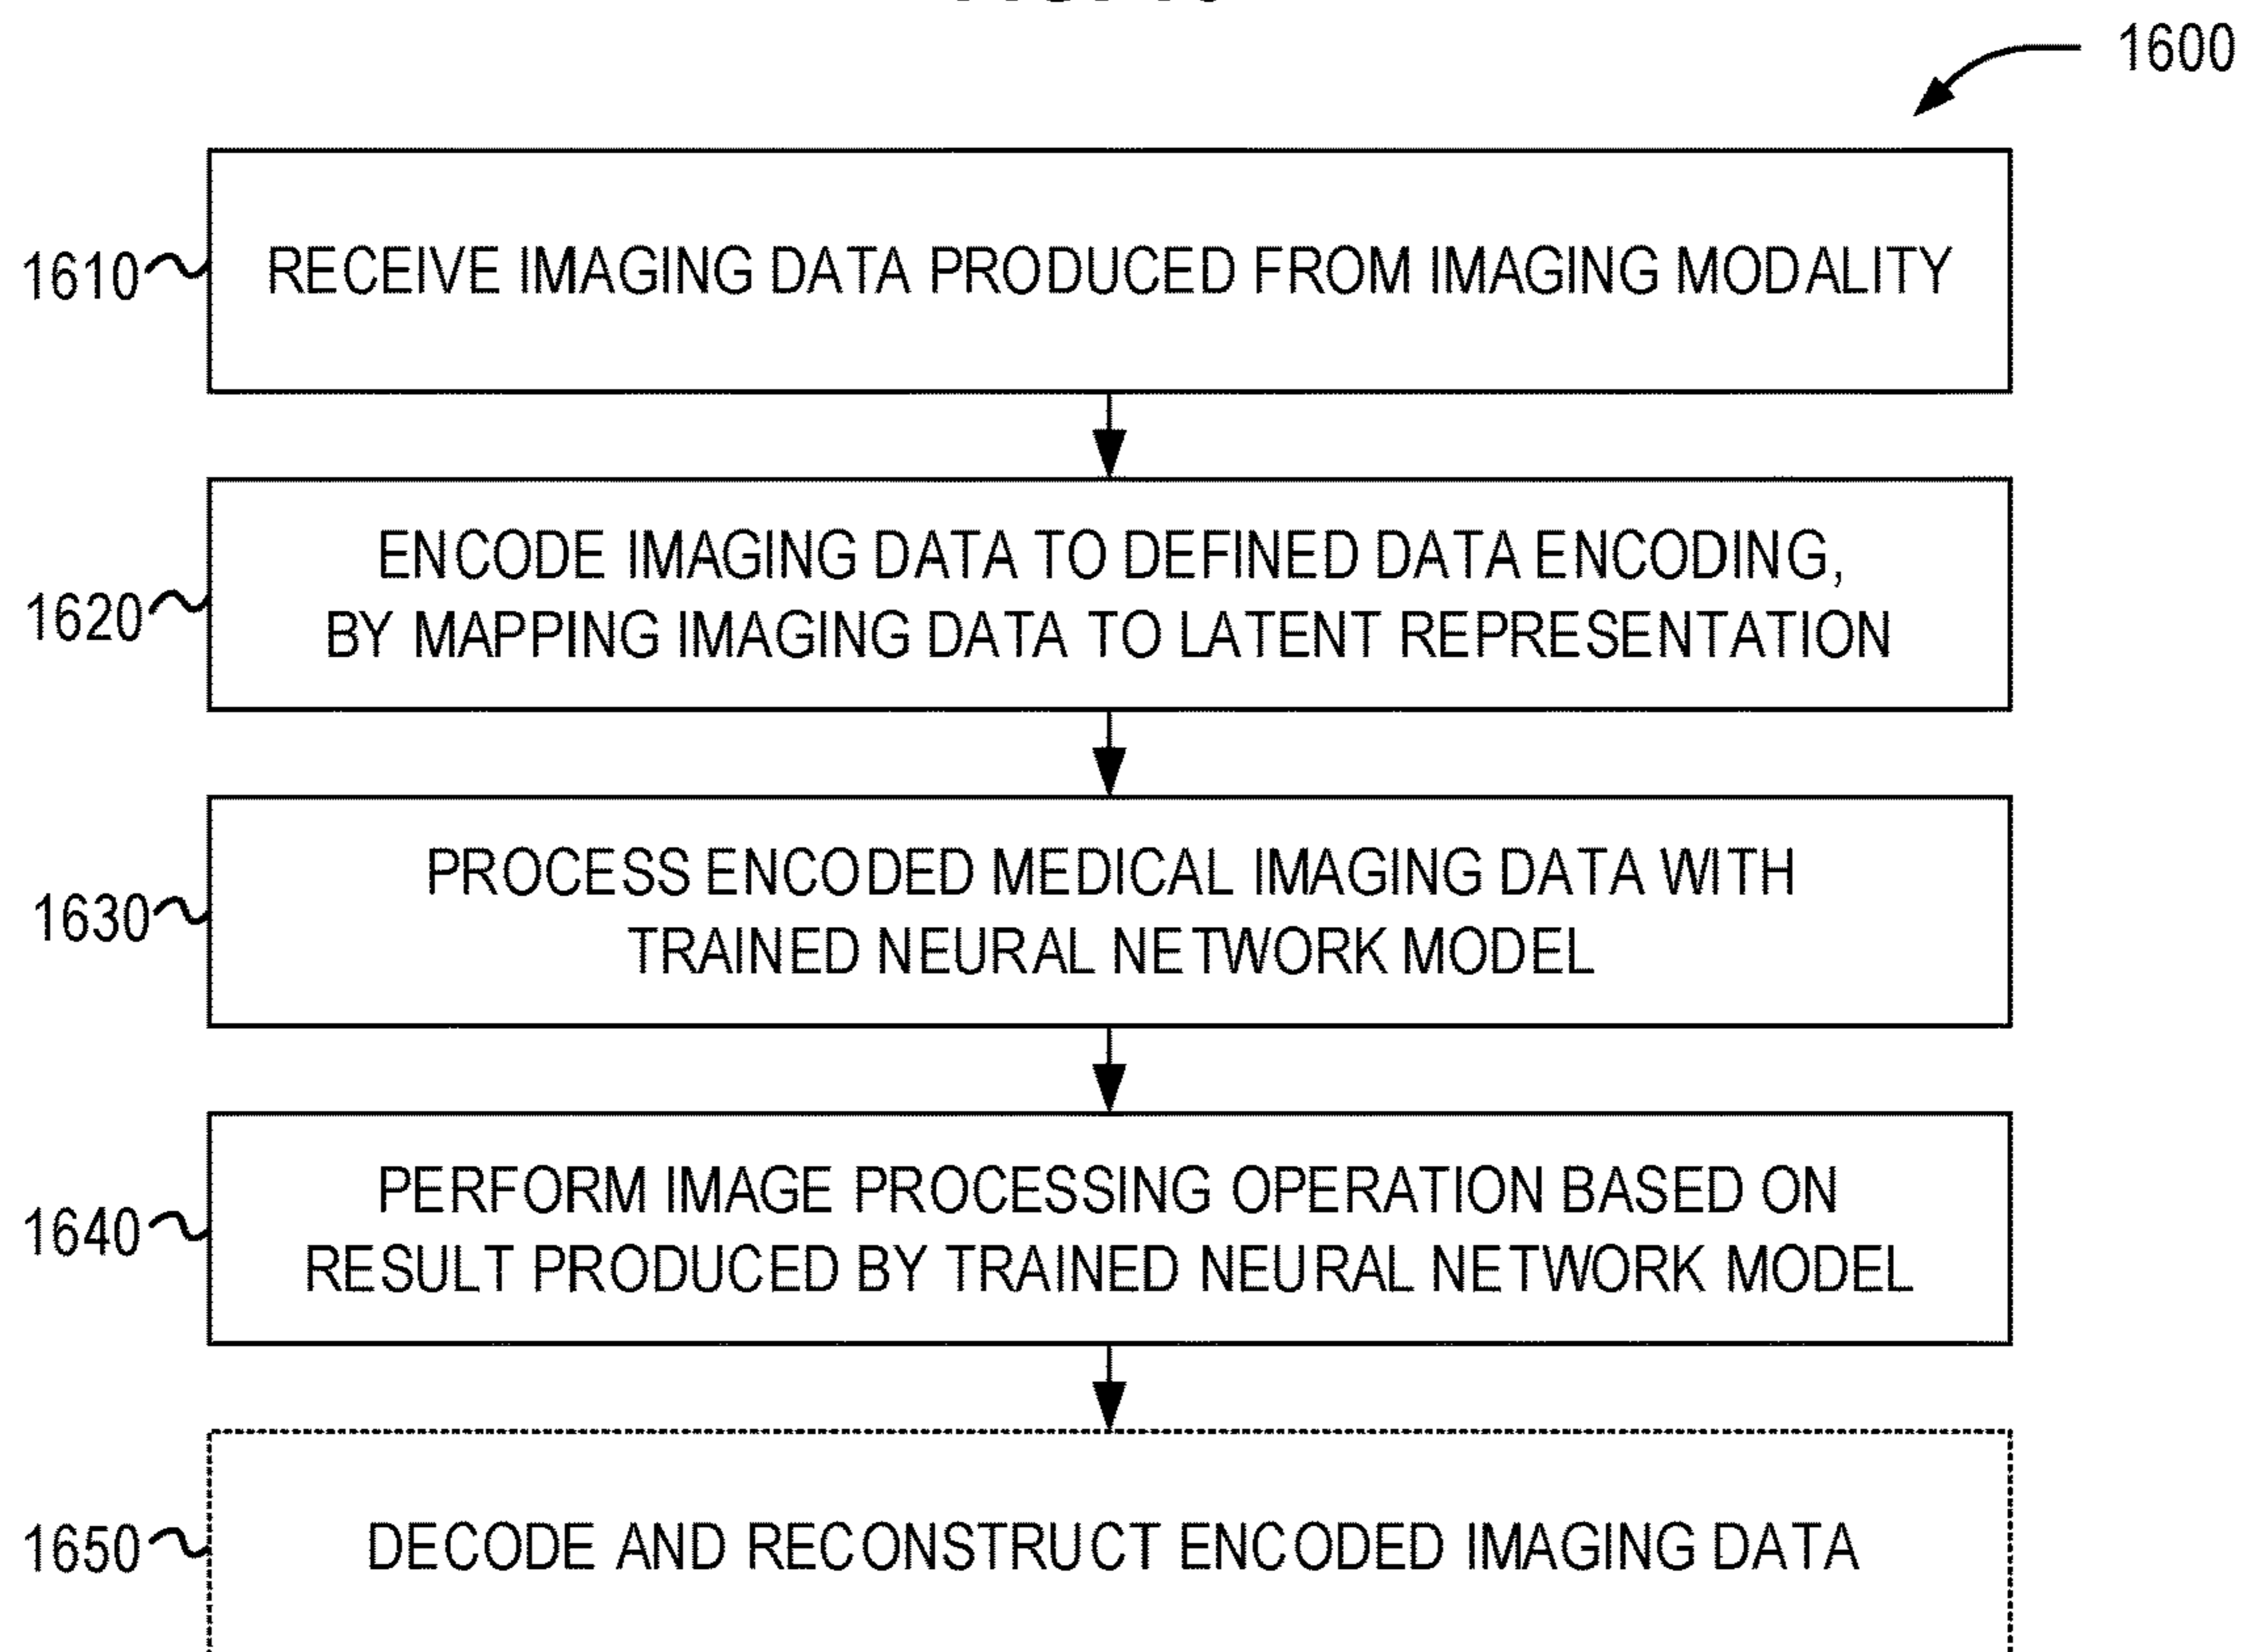 1600
1610 RECEIVE IMAGING DATA PRODUCED FROM IMAGING MODALITY
ENCODE IMAGING DATA TO DEFINED DATA ENCODING,
1620 BY MAPPING IMAGING DATA TO LATENT REPRESENTATION
PROCESS ENCODED MEDICAL IMAGING DATA WITH
1630 TRAINED NEURAL NETWORK MODEL
PERFORM IMAGE PROCESSING OPERATION BASED ON
1640 RESULT PRODUCED BY TRAINED NEURAL NETWORK MODEL
1650 DECODE AND RECONSTRUCT ENCODED IMAGING DATA